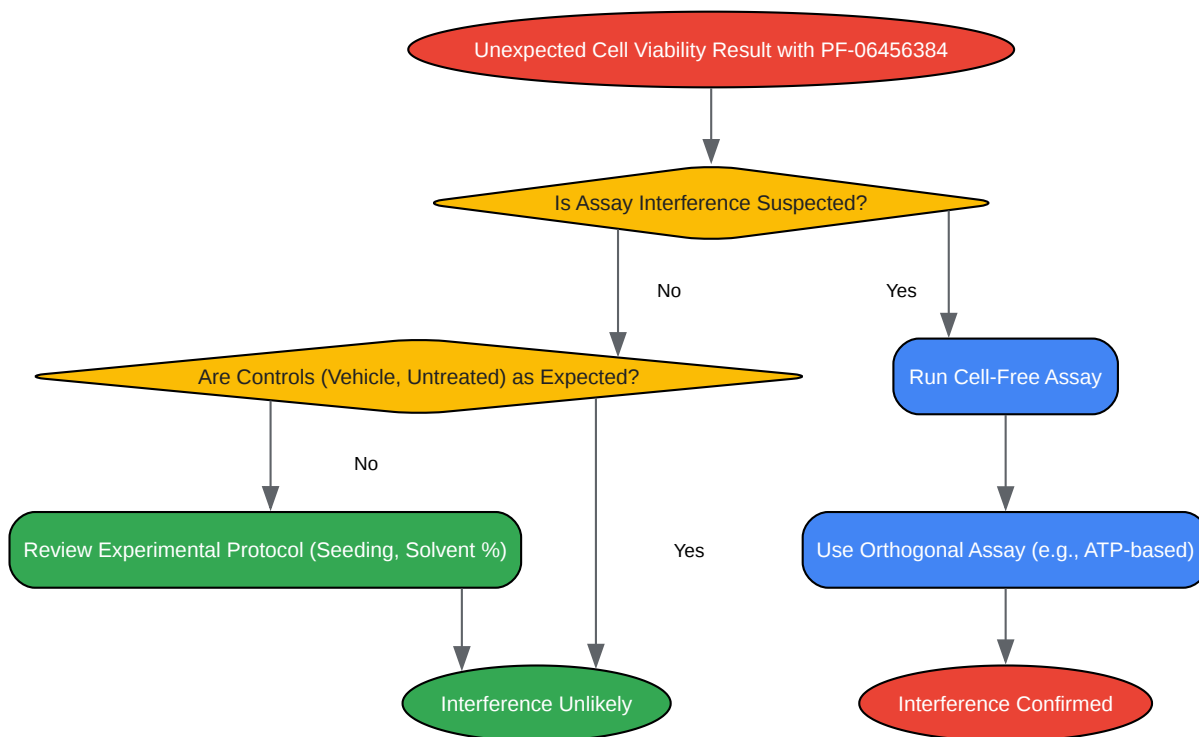 Unexpected Cell Viability Result with PF-06456384
Is Assay Interference Suspected?
No
Yes
Are Controls (Vehicle, Untreated) as Expected?
Run Cell-Free Assay
No
Review Experimental Protocol (Seeding, Solvent %)
Yes
Use Orthogonal Assay (e.g., ATP-based)
Interference Unlikely
Interference Confirmed